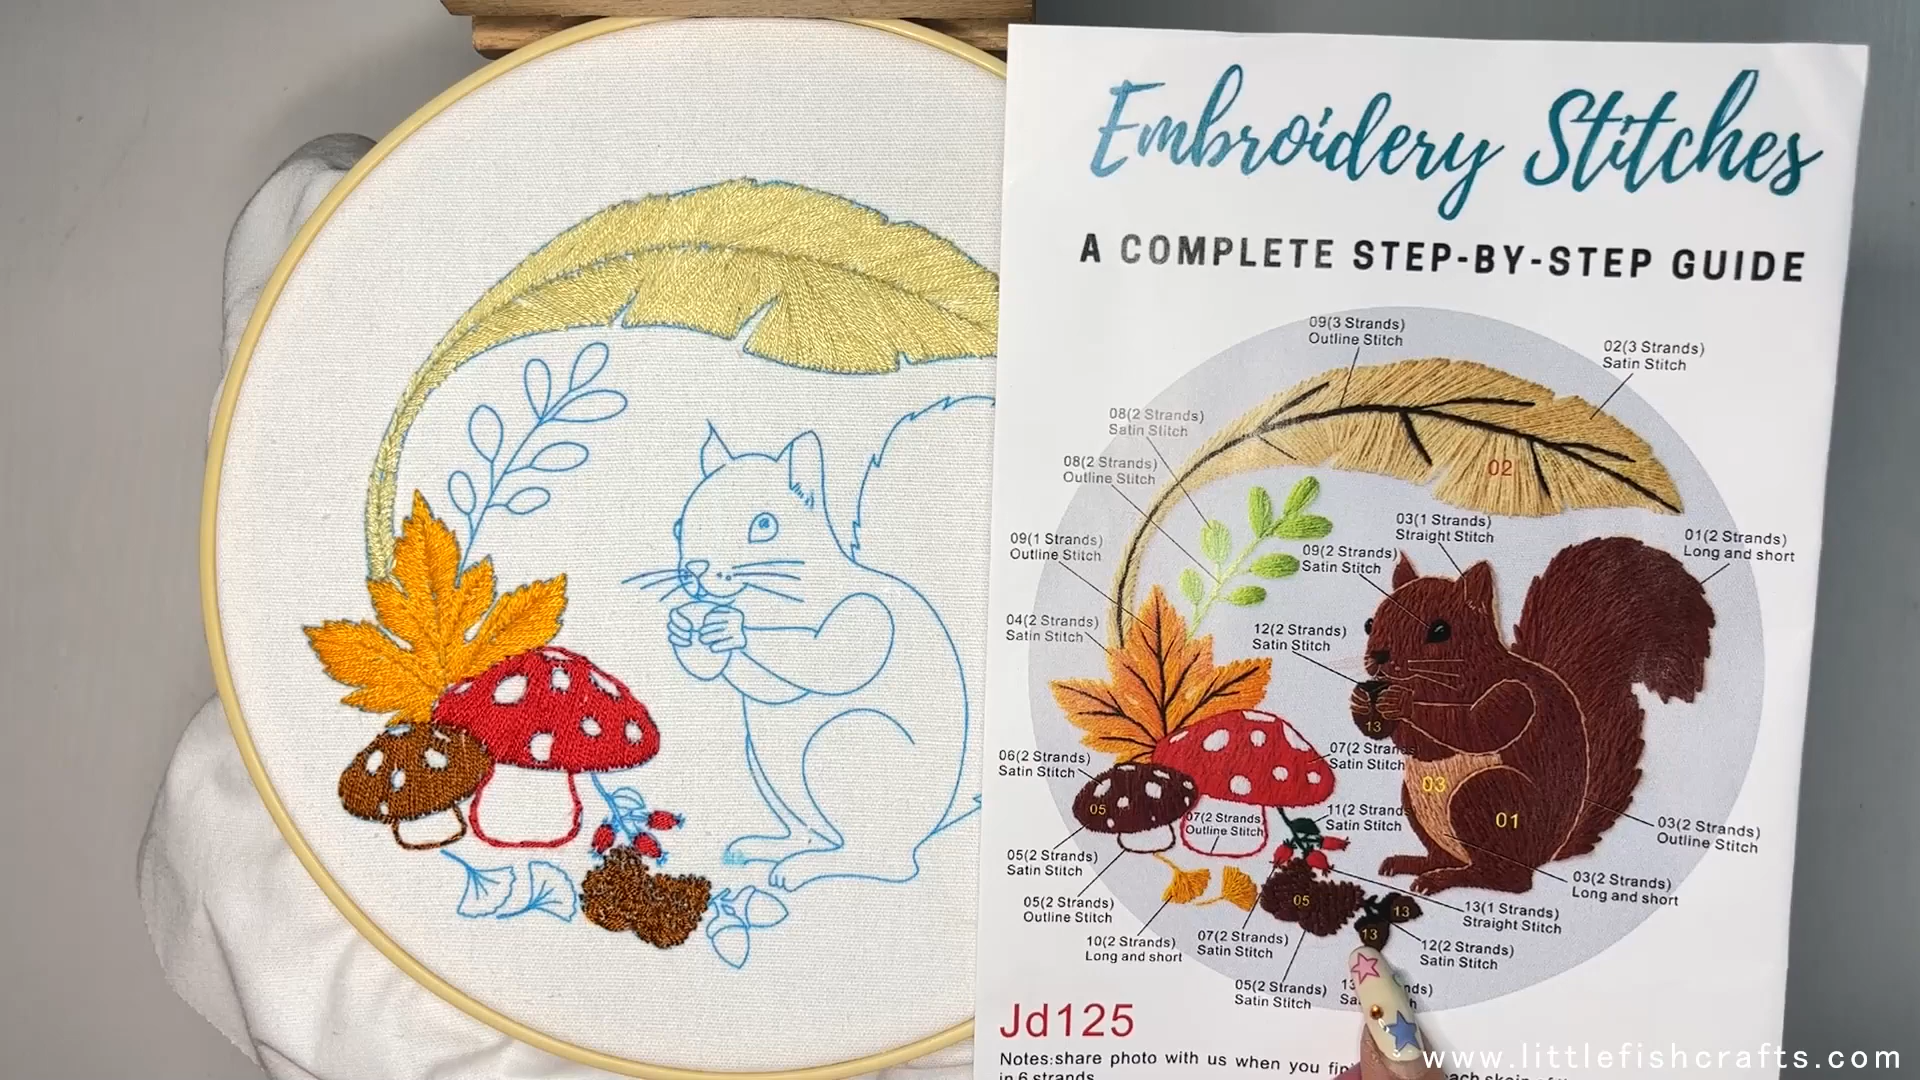 Embroidery Stitches
A COMPLETE STEP-BY-STEP GUIDE
09(3 Strands)
Outline Stitch
02(3 Strands)
Satin Stitch
08(2 Strands)
Satin Stitch
08(2 Strands)
Outline Stitch
03(1 Strands)
Straight Stitch
01(2 Strands)
Long and short
09(1 Strands)
Outline Stitch
09(2 Strands)
Satin Stitch
02
04(2 Strands)
Satin Stitch
12(2 Strands)
Satin Stitch
13
06(2 Strands)
Satin Stitch
07(2 Strands
Satin Stitch
03
01
05
07(2 Strands
Outline Stitch
11(2 Strands
Satin Stitch
03(2 Strands)
Outline Stitch
05(2 Strands)
Satin Stitch
03(2 Strands)
Long and short
05(2 Strands)
Outline Stitch
05
13
13
13(1 Strands)
Straight Stitch
10(2 Strands)
Long and short
07(2 Strands)
Satin Stitch
12(2 Strands)
Satin Stitch
05(2 Strands)
Satin Stitch
Jd125
Notes:share photo with us when you each skein of
in 6 strands
www.littlefishcrafts.com